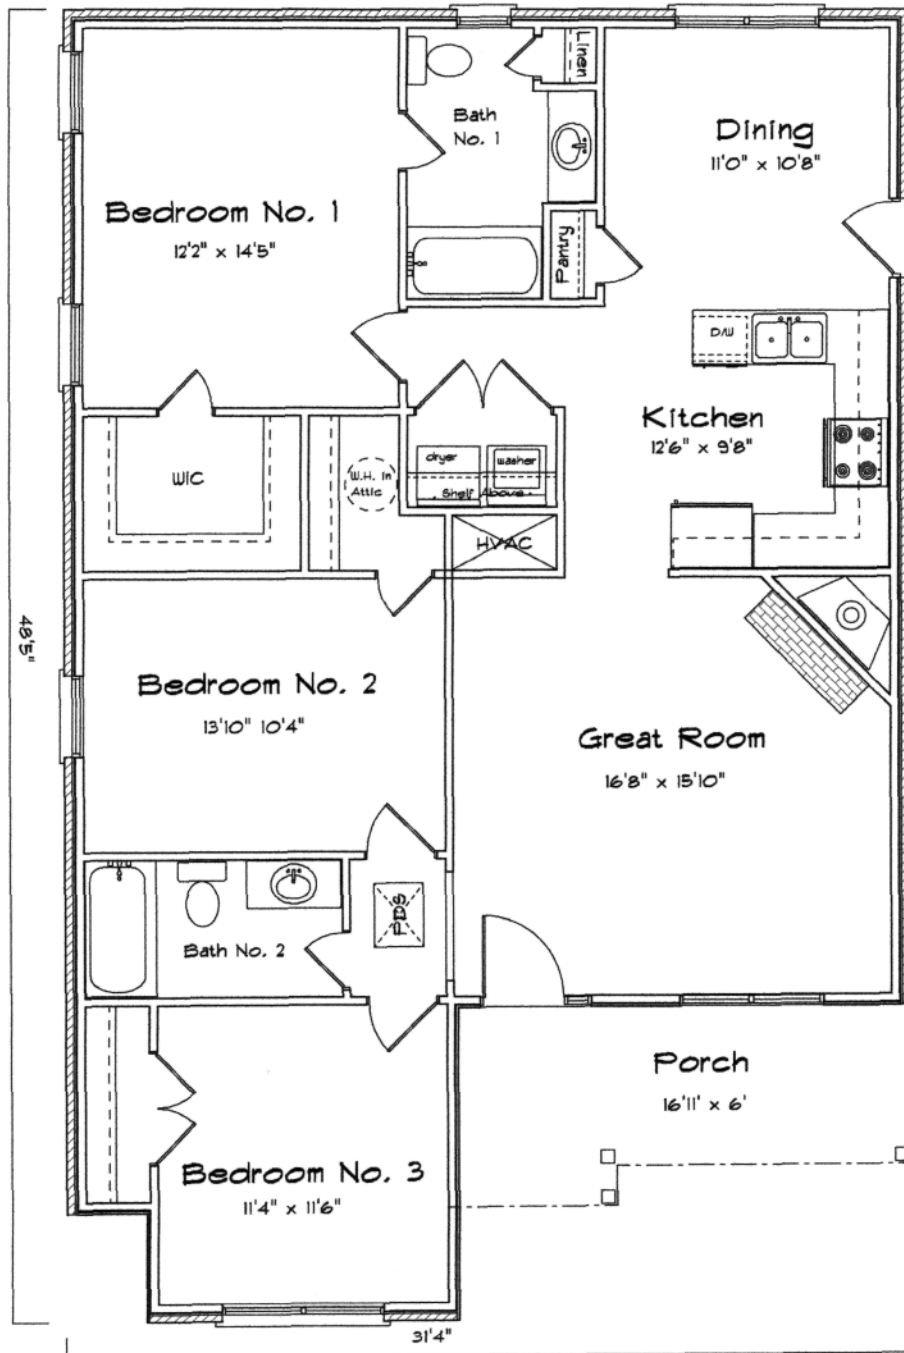 Linen
Bath
No. 1
Dining
11'0" x 10'8"
Bedroom No. 1
12'2" x 14'5"
Pantry
D/W
Kitchen
12'6" x 9'8"
WIC
W.H. In
Attic
dryer
washer
Shelf Above
HVAC
48'5"
Bedroom No. 2
13'10" 10'4"
Great Room
16'8" x 15'10"
PDS
Bath No. 2
Porch
16'11' x 6'
Bedroom No. 3
11'4" x 11'6"
31'4"